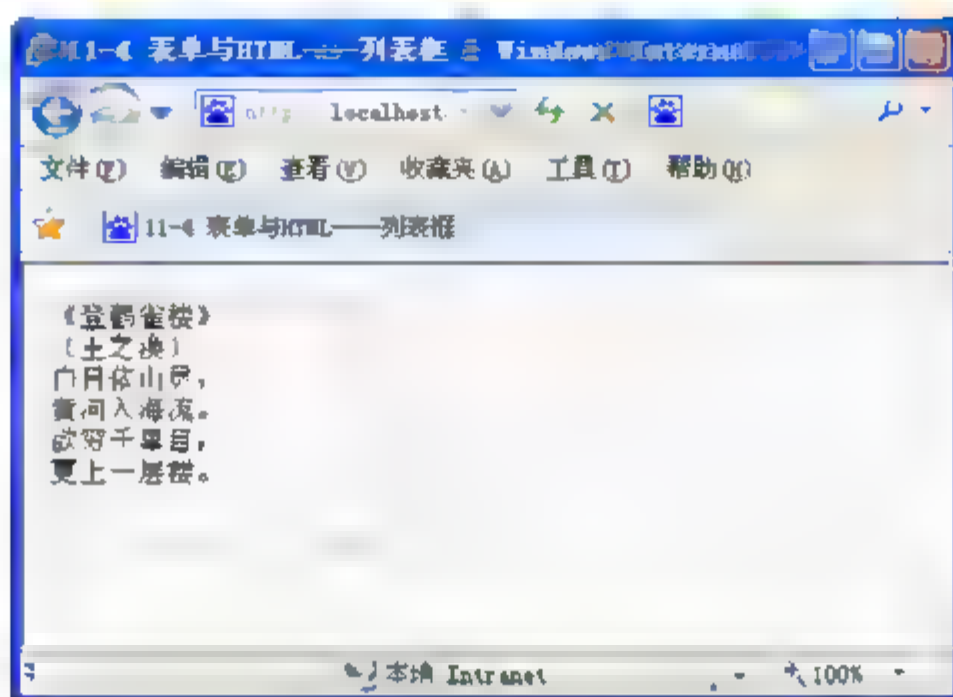 11-4 表单与HTML——列表框 - Windows Internet
localhost
文件(F) 编辑(E) 查看(V) 收藏夹(A) 工具(T) 帮助(H)
11-4 表单与HTML——列表框
《登鹳雀楼》
(王之涣)
白日依山尽,
黄河入海流。
欲穷千里目,
更上一层楼。
本地 Intranet
100%